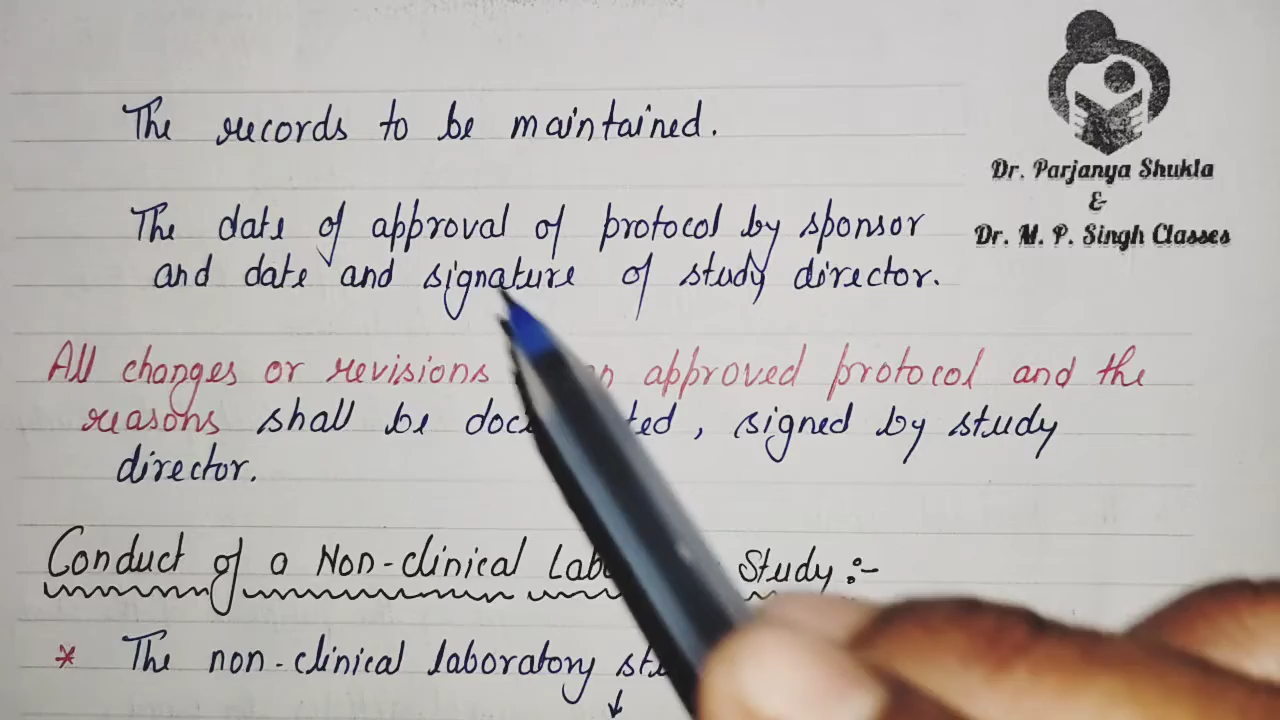 The records to be maintained.
The date of approval of protocol by sponsor
and date and signature of study director.
All changes or revisions approved protocol and the
reasons shall be , signed by study
director.
Conduct of a Non-clinical Study :-
* The non-clinical laboratory
Dr. Parjanya Shukla
&
Dr. M. P. Singh Classes